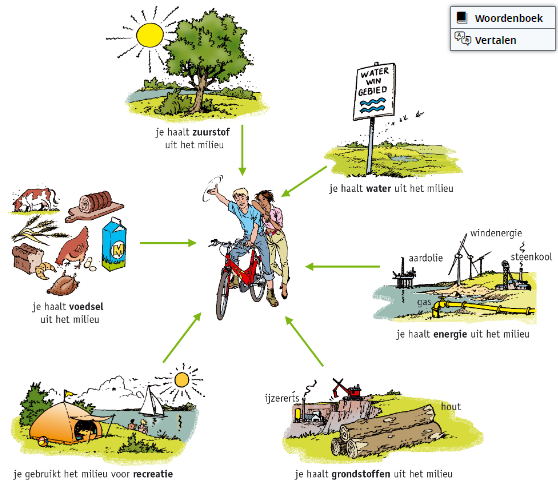 Woordenboek
Vertalen
je haalt zuurstof
uit het milieu
WATER
WIN
GEBIED
je haalt water uit het milieu
M
je haalt voedsel
uit het milieu
windenergie
aardolie
steenkool
gas
je haalt energie uit het milieu
ijzererts
hout
je gebruikt het milieu voor recreatie
je haalt grondstoffen uit het milieu